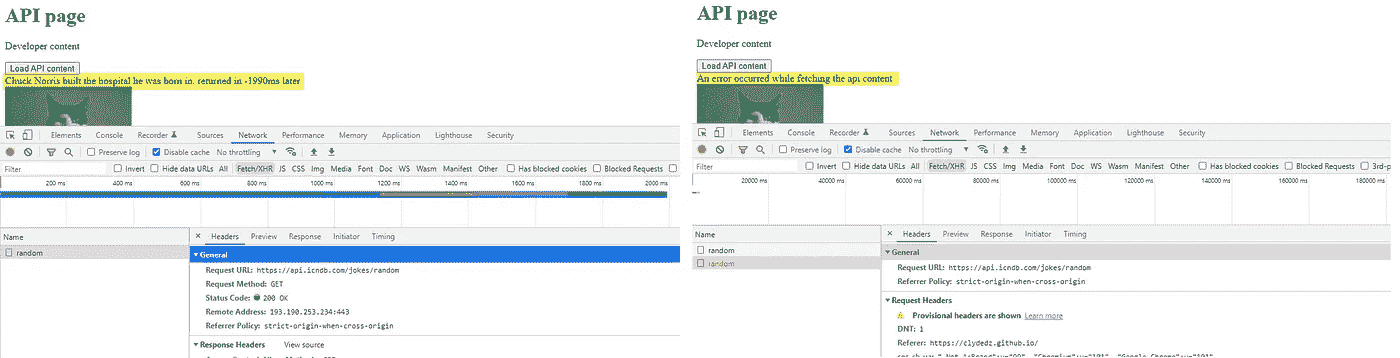 API page
Developer content
Load API content
Chuck Norris built the hospital he was born in. returned in -1990ms later
Elements Console Recorder Sources Network Performance Memory Application Lighthouse Security
Preserve log Disable cache No throttling
Filter Invert Hide data URLs All Fetch/XHR JS CSS Img Media Font Doc WS Wasm Manifest Other Has blocked cookies Blocked Requests
200 ms 400 ms 600 ms 800 ms 1000 ms 1200 ms 1400 ms 1600 ms 1800 ms 2000 ms
Name
random
× Headers Preview Response Initiator Timing
General
Request URL: https://api.icndb.com/jokes/random
Request Method: GET
Status Code: 200 OK
Remote Address: 193.190.253.234:443
Referrer Policy: strict-origin-when-cross-origin
Response Headers View source
API page
Developer content
Load API content
An error occurred while fetching the api content
Elements Console Recorder Sources Network Performance Memory Application Lighthouse Security
Preserve log Disable cache No throttling
Filter Invert Hide data URLs All Fetch/XHR JS CSS Img Media Font Doc WS Wasm Manifest Other Has blocked cookies Blocked Requests 3rd-p
20000 ms 40000 ms 60000 ms 80000 ms 100000 ms 120000 ms 140000 ms 160000 ms 180000 ms
Name
random
random
× Headers Preview Response Initiator Timing
General
Request URL: https://api.icndb.com/jokes/random
Referrer Policy: strict-origin-when-cross-origin
Request Headers
Provisional headers are shown Learn more
DNT: 1
Referer: https://clydedz.github.io/